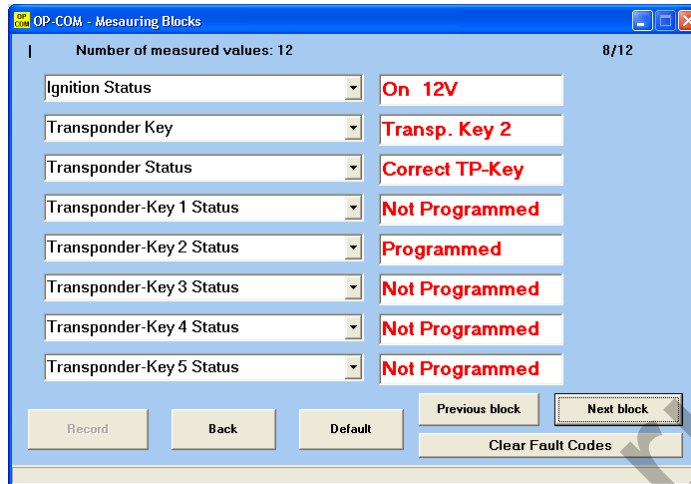 OP COM OP-COM - Mesauring Blocks
Number of measured values: 12 8/12
Ignition Status On 12V
Transponder Key Transp. Key 2
Transponder Status Correct TP-Key
Transponder-Key 1 Status Not Programmed
Transponder-Key 2 Status Programmed
Transponder-Key 3 Status Not Programmed
Transponder-Key 4 Status Not Programmed
Transponder-Key 5 Status Not Programmed
Previous block Next block
Record Back Default
Clear Fault Codes